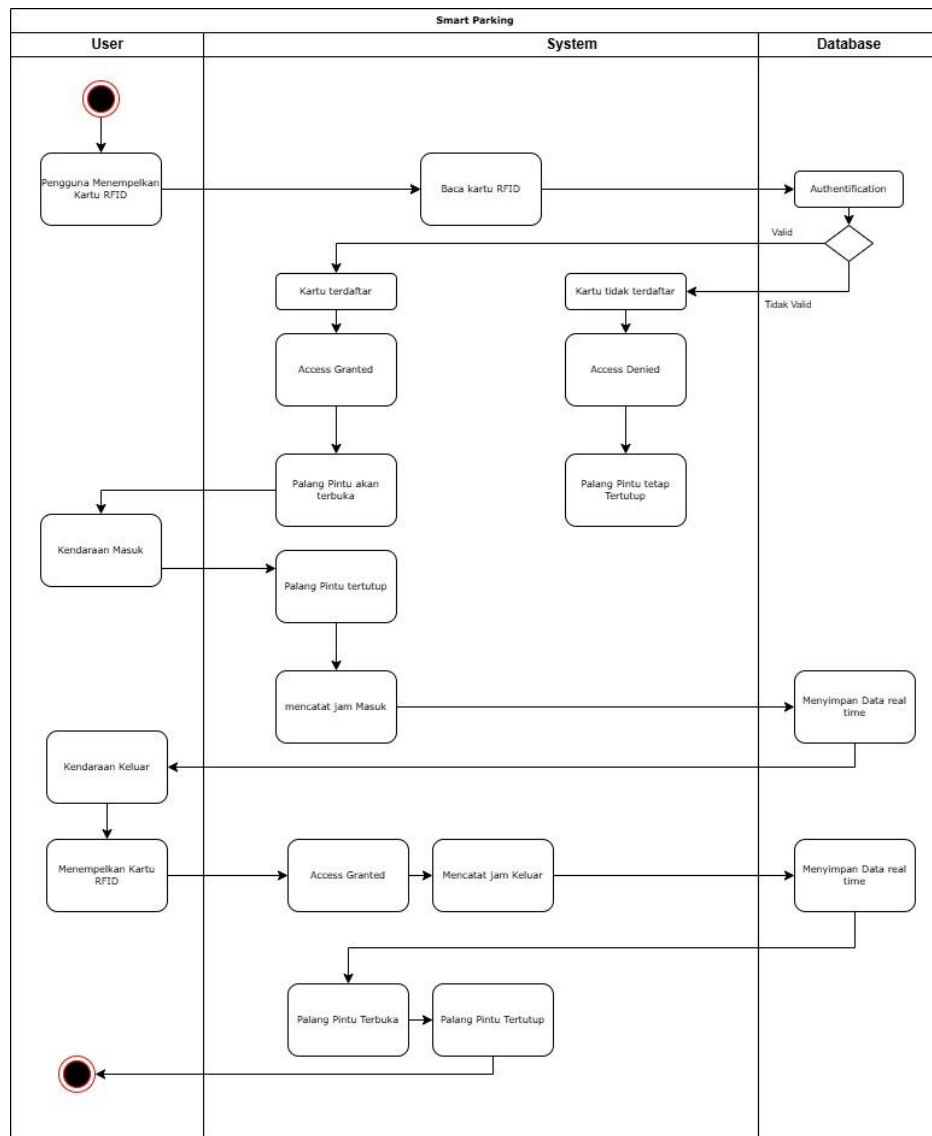 Smart Parking
User
System
Database
Pengguna Menempelkan
Kartu RFID
Baca kartu RFID
Authentification
Valid
Tidak Valid
Kartu terdaftar
Kartu tidak terdaftar
Access Granted
Access Denied
Palang Pintu akan
terbuka
Palang Pintu tetap
Tertutup
Kendaraan Masuk
Palang Pintu tertutup
mencatat jam Masuk
Menyimpan Data real
time
Kendaraan Keluar
Menempelkan Kartu
RFID
Access Granted
Mencatat jam Keluar
Menyimpan Data real
time
Palang Pintu Terbuka
Palang Pintu Tertutup